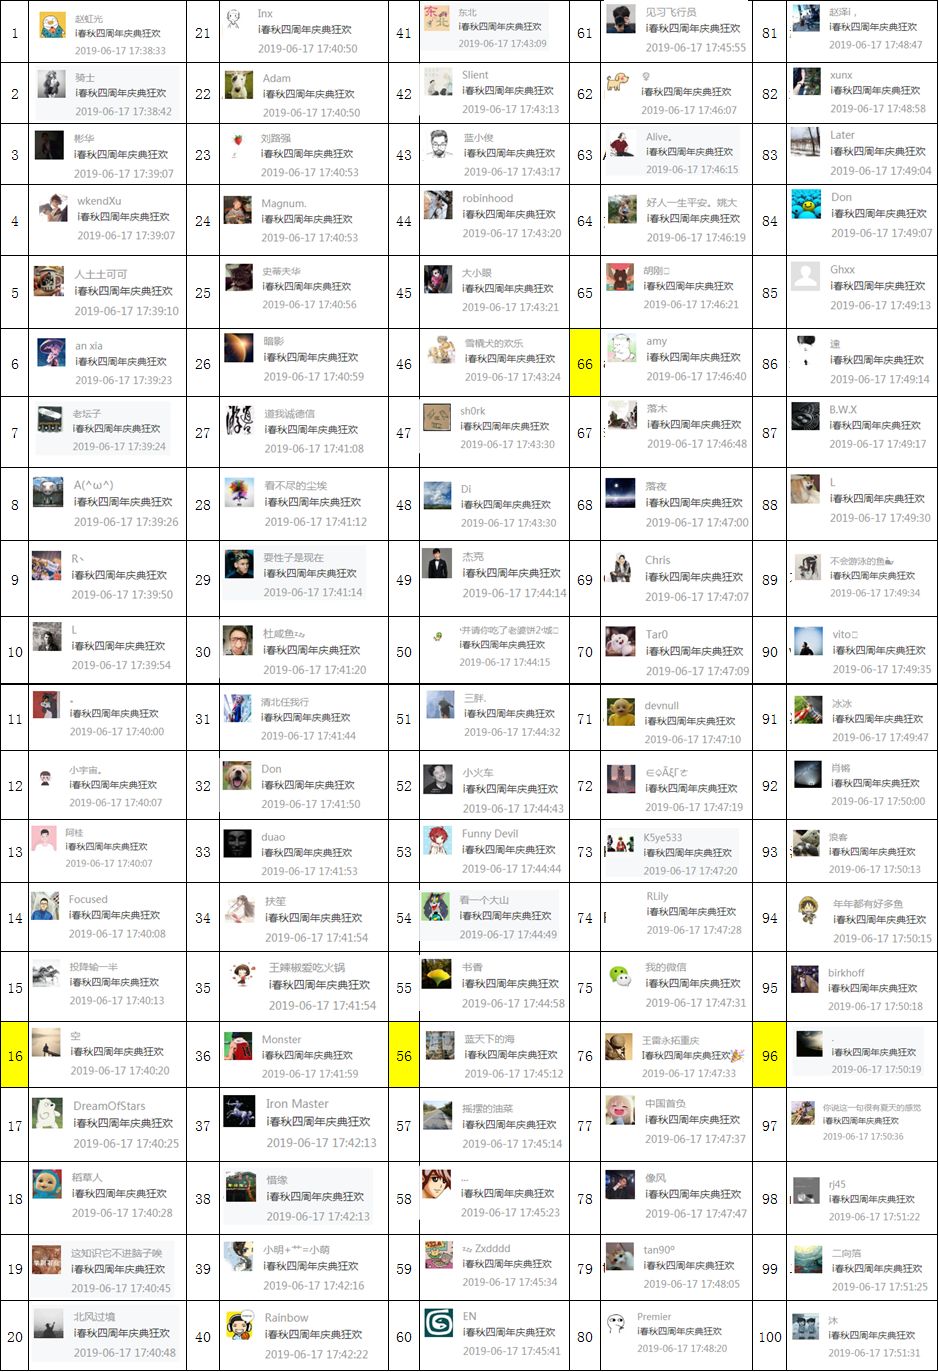 1
赵虹光
i春秋四周年庆典狂欢
2019-06-17 17:38:33
2
骑士
i春秋四周年庆典狂欢
2019-06-17 17:38:42
3
彬华
i春秋四周年庆典狂欢
2019-06-17 17:39:07
4
wkendXu
i春秋四周年庆典狂欢
2019-06-17 17:39:07
5
人土土可可
i春秋四周年庆典狂欢
2019-06-17 17:39:10
6
an xia
i春秋四周年庆典狂欢
2019-06-17 17:39:23
7
老坛子
i春秋四周年庆典狂欢
2019-06-17 17:39:24
8
A(^ω^)
i春秋四周年庆典狂欢
2019-06-17 17:39:26
9
R丶
i春秋四周年庆典狂欢
2019-06-17 17:39:50
10
L
i春秋四周年庆典狂欢
2019-06-17 17:39:54
11
。
i春秋四周年庆典狂欢
2019-06-17 17:40:00
12
小宇宙。
i春秋四周年庆典狂欢
2019-06-17 17:40:07
13
阿桂
i春秋四周年庆典狂欢
2019-06-17 17:40:07
14
Focused
i春秋四周年庆典狂欢
2019-06-17 17:40:08
15
投降输一半
i春秋四周年庆典狂欢
2019-06-17 17:40:13
16
空
i春秋四周年庆典狂欢
2019-06-17 17:40:20
17
DreamOfStars
i春秋四周年庆典狂欢
2019-06-17 17:40:25
18
稻草人
i春秋四周年庆典狂欢
2019-06-17 17:40:28
19
这知识它不进脑子唉
i春秋四周年庆典狂欢
2019-06-17 17:40:45
20
北风过境
i春秋四周年庆典狂欢
2019-06-17 17:40:48
21
Inx
i春秋四周年庆典狂欢
2019-06-17 17:40:50
22
Adam
i春秋四周年庆典狂欢
2019-06-17 17:40:50
23
刘路强
i春秋四周年庆典狂欢
2019-06-17 17:40:53
24
Magnum.
i春秋四周年庆典狂欢
2019-06-17 17:40:53
25
史蒂夫华
i春秋四周年庆典狂欢
2019-06-17 17:40:56
26
暗影
i春秋四周年庆典狂欢
2019-06-17 17:40:59
27
道我诚德信
i春秋四周年庆典狂欢
2019-06-17 17:41:08
28
看不尽的尘埃
i春秋四周年庆典狂欢
2019-06-17 17:41:12
29
耍性子是现在
i春秋四周年庆典狂欢
2019-06-17 17:41:14
30
杜咸鱼
i春秋四周年庆典狂欢
2019-06-17 17:41:20
31
清北任我行
i春秋四周年庆典狂欢
2019-06-17 17:41:44
32
Don
i春秋四周年庆典狂欢
2019-06-17 17:41:50
33
duao
i春秋四周年庆典狂欢
2019-06-17 17:41:53
34
扶笙
i春秋四周年庆典狂欢
2019-06-17 17:41:54
35
王辣椒爱吃火锅
i春秋四周年庆典狂欢
2019-06-17 17:41:54
36
Monster
i春秋四周年庆典狂欢
2019-06-17 17:41:59
37
Iron Master
i春秋四周年庆典狂欢
2019-06-17 17:42:13
38
惜缘
i春秋四周年庆典狂欢
2019-06-17 17:42:13
39
小明+艹=小萌
i春秋四周年庆典狂欢
2019-06-17 17:42:16
40
Rainbow
i春秋四周年庆典狂欢
2019-06-17 17:42:22
41
东北
i春秋四周年庆典狂欢
2019-06-17 17:43:09
42
Slient
i春秋四周年庆典狂欢
2019-06-17 17:43:13
43
蓝小俊
i春秋四周年庆典狂欢
2019-06-17 17:43:17
44
robinhood
i春秋四周年庆典狂欢
2019-06-17 17:43:20
45
大小眼
i春秋四周年庆典狂欢
2019-06-17 17:43:21
46
雪橇犬的欢乐
i春秋四周年庆典狂欢
2019-06-17 17:43:24
47
sh0rk
i春秋四周年庆典狂欢
2019-06-17 17:43:30
48
Di
i春秋四周年庆典狂欢
2019-06-17 17:43:30
49
杰克
i春秋四周年庆典狂欢
2019-06-17 17:44:14
50
i春秋四周年庆典狂欢
2019-06-17 17:44:15
51
三胖.
i春秋四周年庆典狂欢
2019-06-17 17:44:32
52
小火车
i春秋四周年庆典狂欢
2019-06-17 17:44:43
53
Funny Devil
i春秋四周年庆典狂欢
2019-06-17 17:44:44
54
看一个大山
i春秋四周年庆典狂欢
2019-06-17 17:44:49
55
书香
i春秋四周年庆典狂欢
2019-06-17 17:44:58
56
蓝天下的海
i春秋四周年庆典狂欢
2019-06-17 17:45:12
57
摇摆的油菜
i春秋四周年庆典狂欢
2019-06-17 17:45:14
58
...
i春秋四周年庆典狂欢
2019-06-17 17:45:23
59
Zxdddd
i春秋四周年庆典狂欢
2019-06-17 17:45:34
60
EN
i春秋四周年庆典狂欢
2019-06-17 17:45:41
61
见习飞行员
i春秋四周年庆典狂欢
2019-06-17 17:45:55
62
i春秋四周年庆典狂欢
2019-06-17 17:46:07
63
Alive。
i春秋四周年庆典狂欢
2019-06-17 17:46:15
64
好人一生平安。姚大
i春秋四周年庆典狂欢
2019-06-17 17:46:19
65
胡刚
i春秋四周年庆典狂欢
2019-06-17 17:46:21
66
amy
i春秋四周年庆典狂欢
2019-06-17 17:46:40
67
落木
i春秋四周年庆典狂欢
2019-06-17 17:46:48
68
落夜
i春秋四周年庆典狂欢
2019-06-17 17:47:00
69
Chris
i春秋四周年庆典狂欢
2019-06-17 17:47:07
70
Tar0
i春秋四周年庆典狂欢
2019-06-17 17:47:09
71
devnull
i春秋四周年庆典狂欢
2019-06-17 17:47:10
72
i春秋四周年庆典狂欢
2019-06-17 17:47:19
73
K5ye533
i春秋四周年庆典狂欢
2019-06-17 17:47:20
74
RLily
i春秋四周年庆典狂欢
2019-06-17 17:47:28
75
我的微信
i春秋四周年庆典狂欢
2019-06-17 17:47:31
76
王雷永拓重庆
i春秋四周年庆典狂欢
2019-06-17 17:47:33
77
中国首负
i春秋四周年庆典狂欢
2019-06-17 17:47:37
78
像风
i春秋四周年庆典狂欢
2019-06-17 17:47:47
79
tan90°
i春秋四周年庆典狂欢
2019-06-17 17:48:05
80
Premier
i春秋四周年庆典狂欢
2019-06-17 17:48:20
81
赵泽i，
i春秋四周年庆典狂欢
2019-06-17 17:48:47
82
xunx
i春秋四周年庆典狂欢
2019-06-17 17:48:58
83
Later
i春秋四周年庆典狂欢
2019-06-17 17:49:04
84
Don
i春秋四周年庆典狂欢
2019-06-17 17:49:07
85
Ghxx
i春秋四周年庆典狂欢
2019-06-17 17:49:13
86
遠
i春秋四周年庆典狂欢
2019-06-17 17:49:14
87
B.W.X
i春秋四周年庆典狂欢
2019-06-17 17:49:17
88
L
i春秋四周年庆典狂欢
2019-06-17 17:49:30
89
不会游泳的鱼
i春秋四周年庆典狂欢
2019-06-17 17:49:34
90
vito
i春秋四周年庆典狂欢
2019-06-17 17:49:35
91
冰冰
i春秋四周年庆典狂欢
2019-06-17 17:49:47
92
肖锵
i春秋四周年庆典狂欢
2019-06-17 17:50:00
93
浪客
i春秋四周年庆典狂欢
2019-06-17 17:50:13
94
年年都有好多鱼
i春秋四周年庆典狂欢
2019-06-17 17:50:15
95
birkhoff
i春秋四周年庆典狂欢
2019-06-17 17:50:18
96
.
i春秋四周年庆典狂欢
2019-06-17 17:50:19
97
你说这一句很有夏天的感觉
i春秋四周年庆典狂欢
2019-06-17 17:50:36
98
rj45
i春秋四周年庆典狂欢
2019-06-17 17:51:22
99
二向箔
i春秋四周年庆典狂欢
2019-06-17 17:51:25
100
沐
i春秋四周年庆典狂欢
2019-06-17 17:51:31